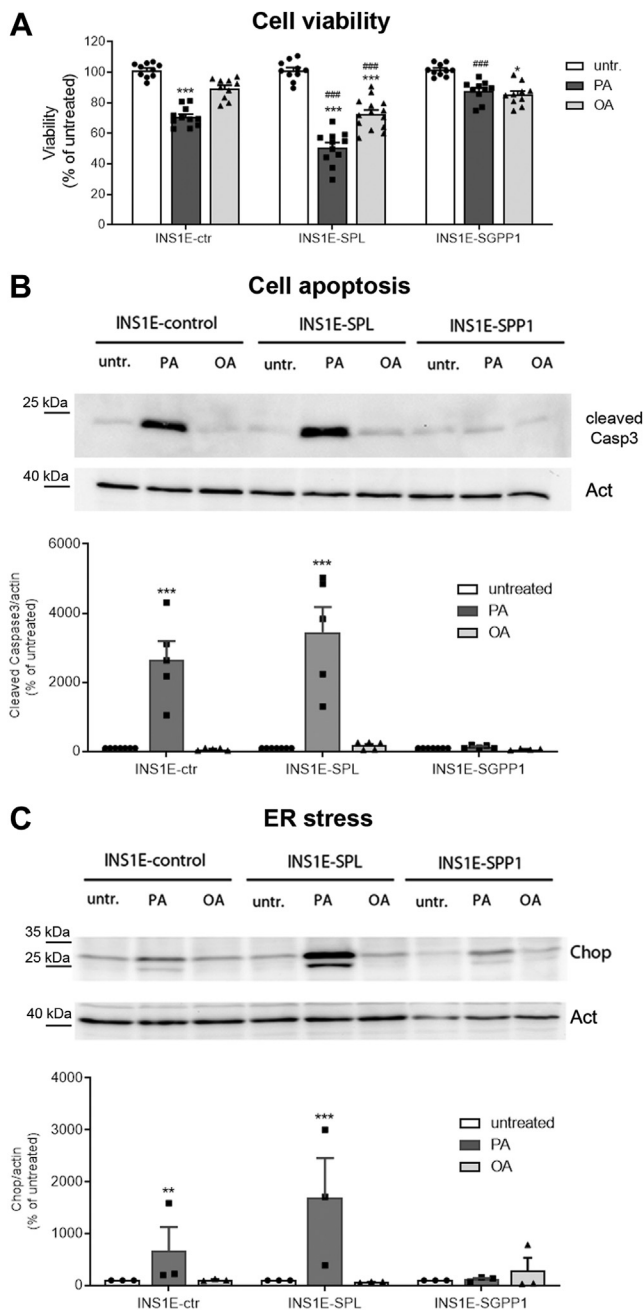 A
Cell viability
Viability
(% of untreated)
120
100
80
60
40
20
0
***
###
***
###
***
###
*
untr.
PA
OA
INS1E-ctr
INS1E-SPL
INS1E-SGPP1
B
Cell apoptosis
INS1E-control
INS1E-SPL
INS1E-SPP1
untr.
PA
OA
untr.
PA
OA
untr.
PA
OA
25 kDa
cleaved
Casp3
40 kDa
Act
Cleaved Caspase3/actin
(% of untreated)
6000
4000
2000
0
***
***
untreated
PA
OA
INS1E-ctr
INS1E-SPL
INS1E-SGPP1
C
ER stress
INS1E-control
INS1E-SPL
INS1E-SPP1
untr.
PA
OA
untr.
PA
OA
untr.
PA
OA
35 kDa
25 kDa
Chop
40 kDa
Act
Chop/actin
(% of untreated)
4000
3000
2000
1000
0
**
***
untreated
PA
OA
INS1E-ctr
INS1E-SPL
INS1E-SGPP1